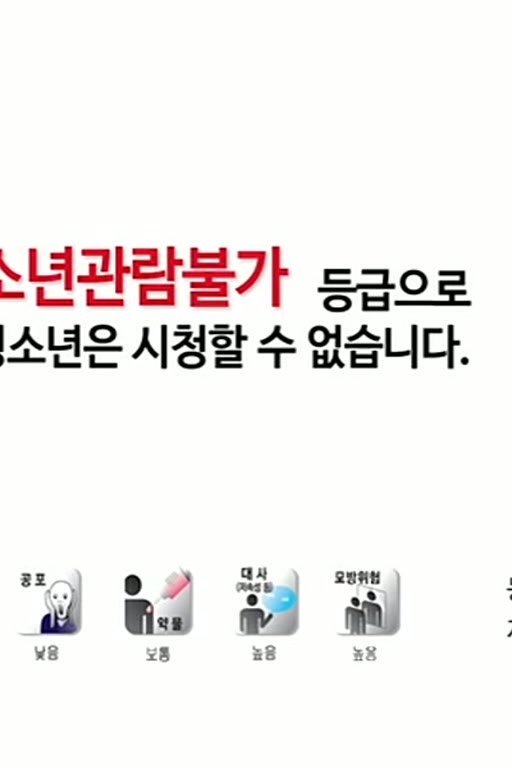 소년관람불가 등급으로
소년은 시청할 수 없습니다.
공포
약물
대사
모방위험
낮음 보통 높음 높음